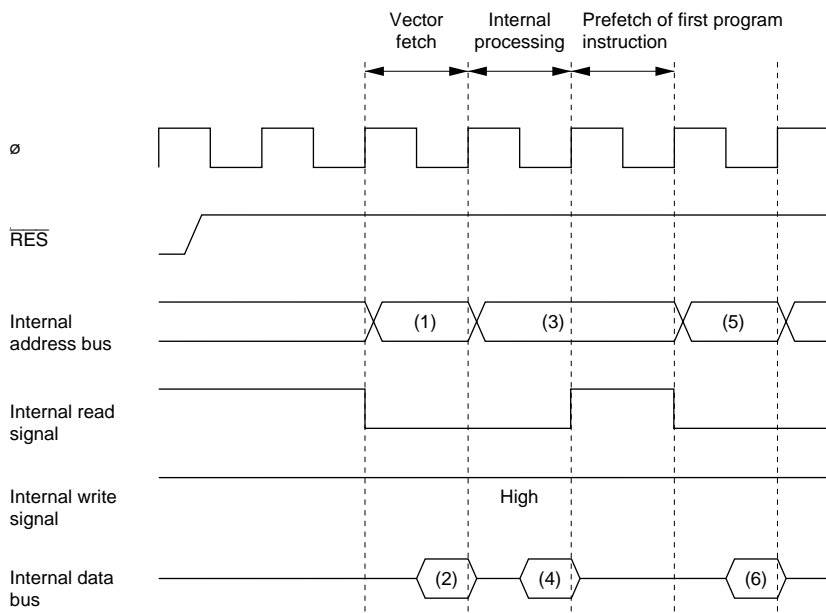 Vector
fetch
Internal
processing
Prefetch of first program
instruction
ø
RES
Internal
address bus
(1)
(3)
(5)
Internal read
signal
Internal write
signal
High
Internal data
bus
(2)
(4)
(6)